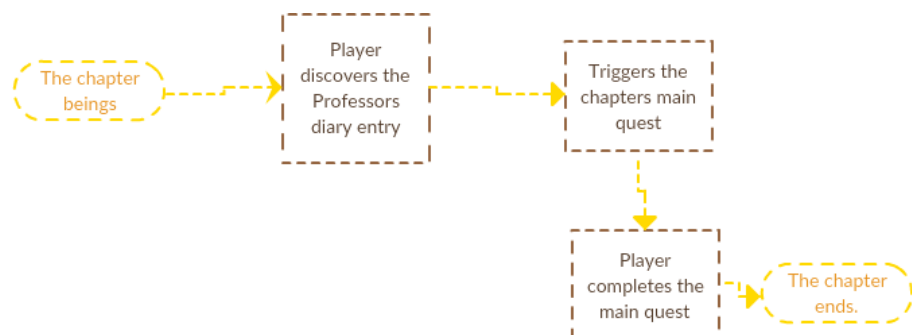 The chapter
beings
Player
discovers the
Professors
diary entry
Triggers the
chapters main
quest
Player
completes the
main quest
The chapter
ends.